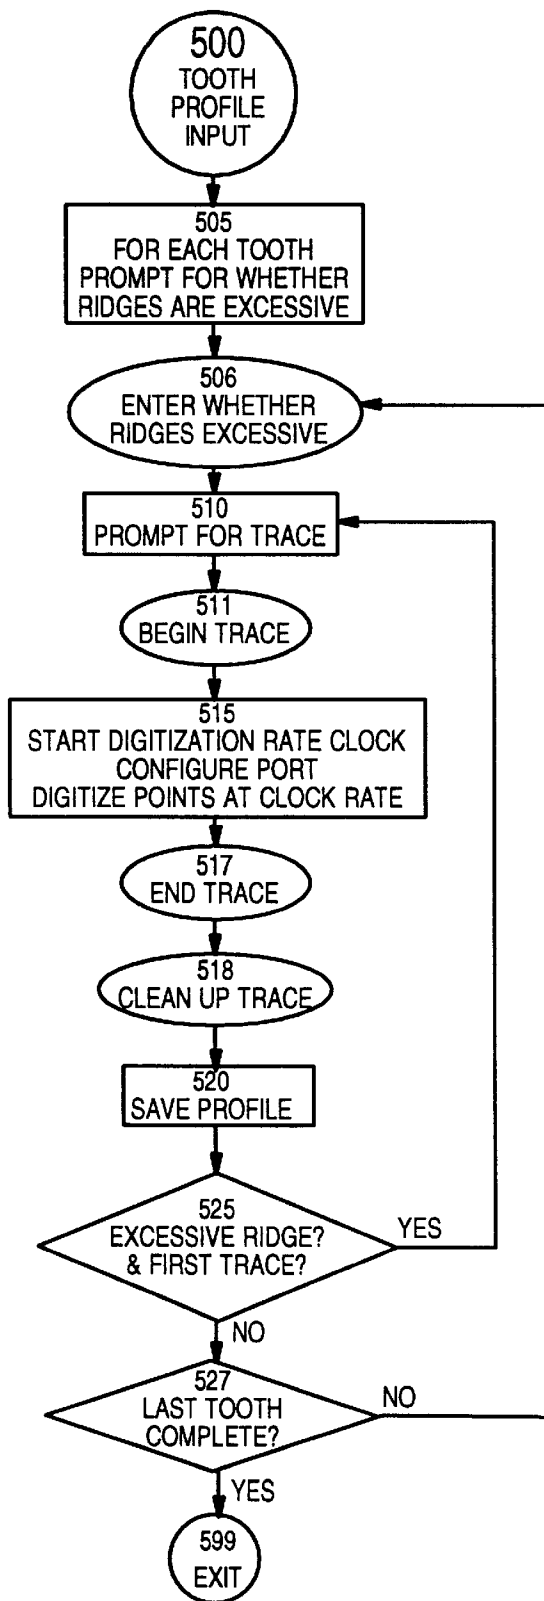 500
TOOTH
PROFILE
INPUT
505
FOR EACH TOOTH
PROMPT FOR WHETHER
RIDGES ARE EXCESSIVE
506
ENTER WHETHER
RIDGES EXCESSIVE
510
PROMPT FOR TRACE
511
BEGIN TRACE
515
START DIGITIZATION RATE CLOCK
CONFIGURE PORT
DIGITIZE POINTS AT CLOCK RATE
517
END TRACE
518
CLEAN UP TRACE
520
SAVE PROFILE
525
EXCESSIVE RIDGE?
& FIRST TRACE?
YES
NO
527
LAST TOOTH
COMPLETE?
NO
YES
599
EXIT